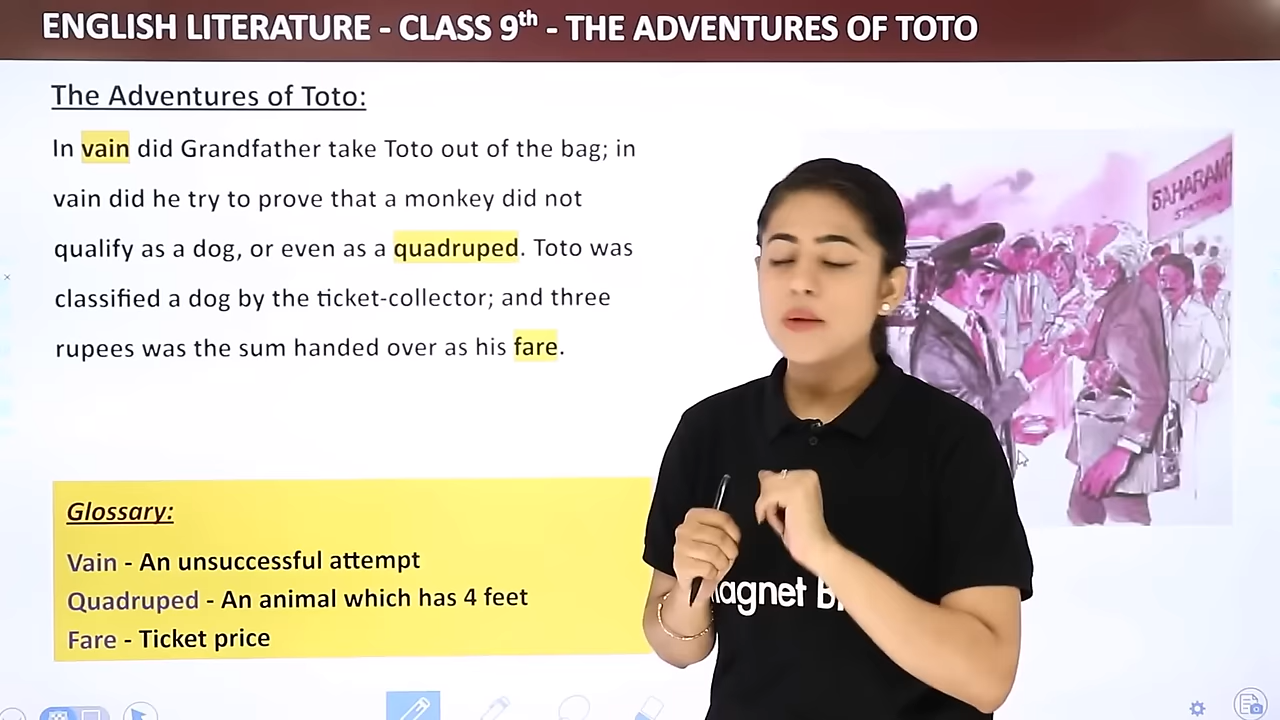 ENGLISH LITERATURE - CLASS 9th - THE ADVENTURES OF TOTO
The Adventures of Toto:
In vain did Grandfather take Toto out of the bag; in
vain did he try to prove that a monkey did not
qualify as a dog, or even as a quadruped. Toto was
classified a dog by the ticket-collector; and three
rupees was the sum handed over as his fare.
Glossary:
Vain - An unsuccessful attempt
Quadruped - An animal which has 4 feet
Fare - Ticket price
SAHARANP
STATION
agnet B